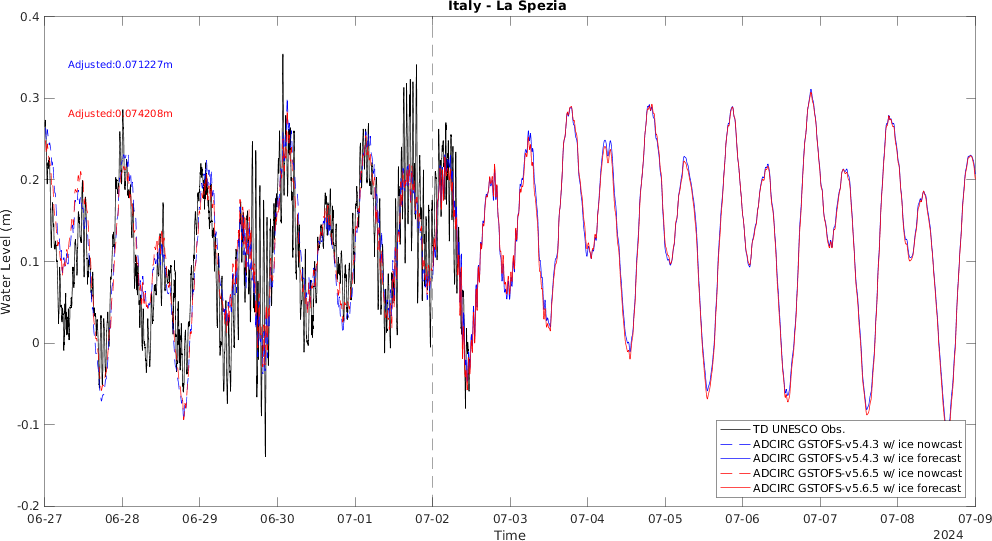 Italy - La Spezia
0.4
0.3
0.2
0.1
0
-0.1
-0.2
Water Level (m)
Adjusted:0.071227m
Adjusted:0.074208m
TD UNESCO Obs.
ADCIRC GSTOFS-v5.4.3 w/ ice nowcast
ADCIRC GSTOFS-v5.4.3 w/ ice forecast
ADCIRC GSTOFS-v5.6.5 w/ ice nowcast
ADCIRC GSTOFS-v5.6.5 w/ ice forecast
06-27 06-28 06-29 06-30 07-01 07-02 07-03 07-04 07-05 07-06 07-07 07-08 07-09
Time
2024